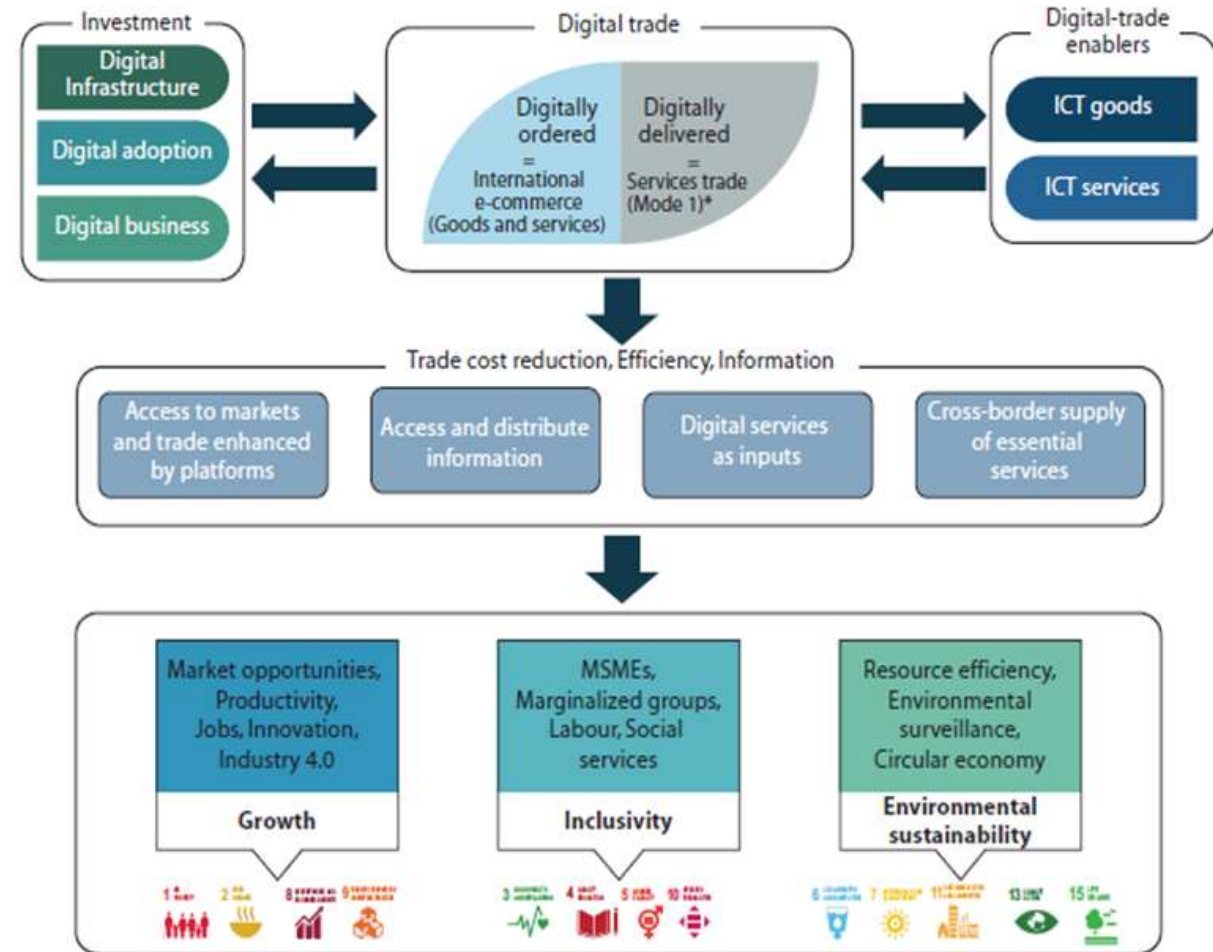 Investment
Digital
Infrastructure
Digital adoption
Digital business
Digital trade
Digitally
ordered
=
International
e-commerce
(Goods and services)
Digitally
delivered
=
Services trade
(Mode 1)*
Digital-trade
enablers
ICT goods
ICT services
Trade cost reduction, Efficiency, Information
Access to markets
and trade enhanced
by platforms
Access and distribute
information
Digital services
as inputs
Cross-border supply
of essential
services
Market opportunities,
Productivity,
Jobs, Innovation,
Industry 4.0
Growth
MSMEs,
Marginalized groups,
Labour, Social
services
Inclusivity
Resource efficiency,
Environmental
surveillance,
Circular economy
Environmental
sustainability
1
2
8
9
3
4
5
10
6
7
11
13
15